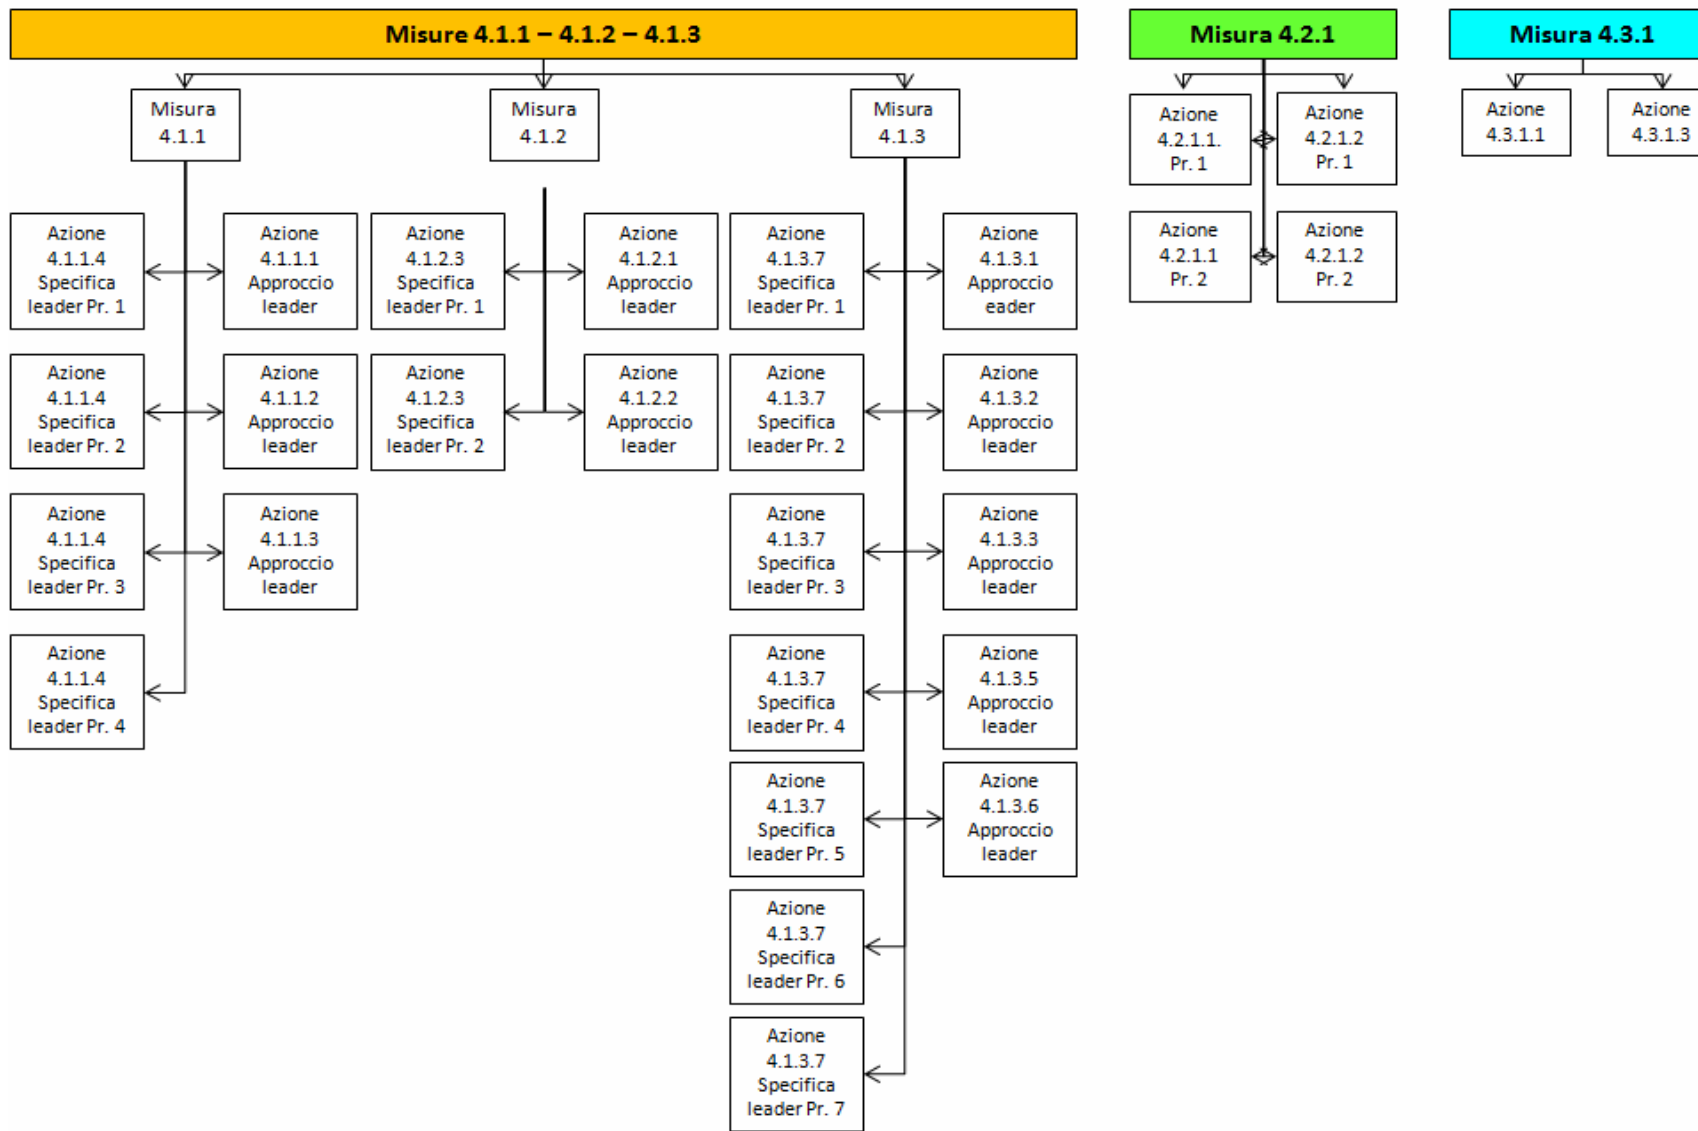 Misure 4.1.1 – 4.1.2 – 4.1.3
Misura 4.2.1
Misura 4.3.1
Misura
4.1.1
Misura
4.1.2
Misura
4.1.3
Azione
4.2.1.1.
Pr. 1
Azione
4.2.1.2
Pr. 1
Azione
4.3.1.1
Azione
4.3.1.3
Azione
4.1.1.4
Specifica
leader Pr. 1
Azione
4.1.1.1
Approccio
leader
Azione
4.1.2.3
Specifica
leader Pr. 1
Azione
4.1.2.1
Approccio
leader
Azione
4.1.3.7
Specifica
leader Pr. 1
Azione
4.1.3.1
Approccio
eader
Azione
4.2.1.1
Pr. 2
Azione
4.2.1.2
Pr. 2
Azione
4.1.1.4
Specifica
leader Pr. 2
Azione
4.1.1.2
Approccio
leader
Azione
4.1.2.3
Specifica
leader Pr. 2
Azione
4.1.2.2
Approccio
leader
Azione
4.1.3.7
Specifica
leader Pr. 2
Azione
4.1.3.2
Approccio
leader
Azione
4.1.1.4
Specifica
leader Pr. 3
Azione
4.1.1.3
Approccio
leader
Azione
4.1.3.7
Specifica
leader Pr. 3
Azione
4.1.3.3
Approccio
leader
Azione
4.1.1.4
Specifica
leader Pr. 4
Azione
4.1.3.7
Specifica
leader Pr. 4
Azione
4.1.3.5
Approccio
leader
Azione
4.1.3.7
Specifica
leader Pr. 5
Azione
4.1.3.6
Approccio
leader
Azione
4.1.3.7
Specifica
leader Pr. 6
Azione
4.1.3.7
Specifica
leader Pr. 7